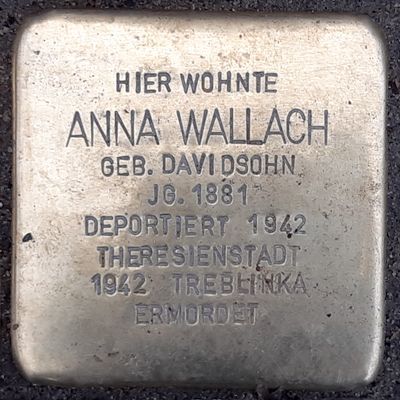 HIER WOHNTE
ANNA WALLACH
GEB. DAVIDSOHN
JG. 1881
DEPORTIERT 1942
THERESIENSTADT
1942 TREBLINKA
ERMORDET